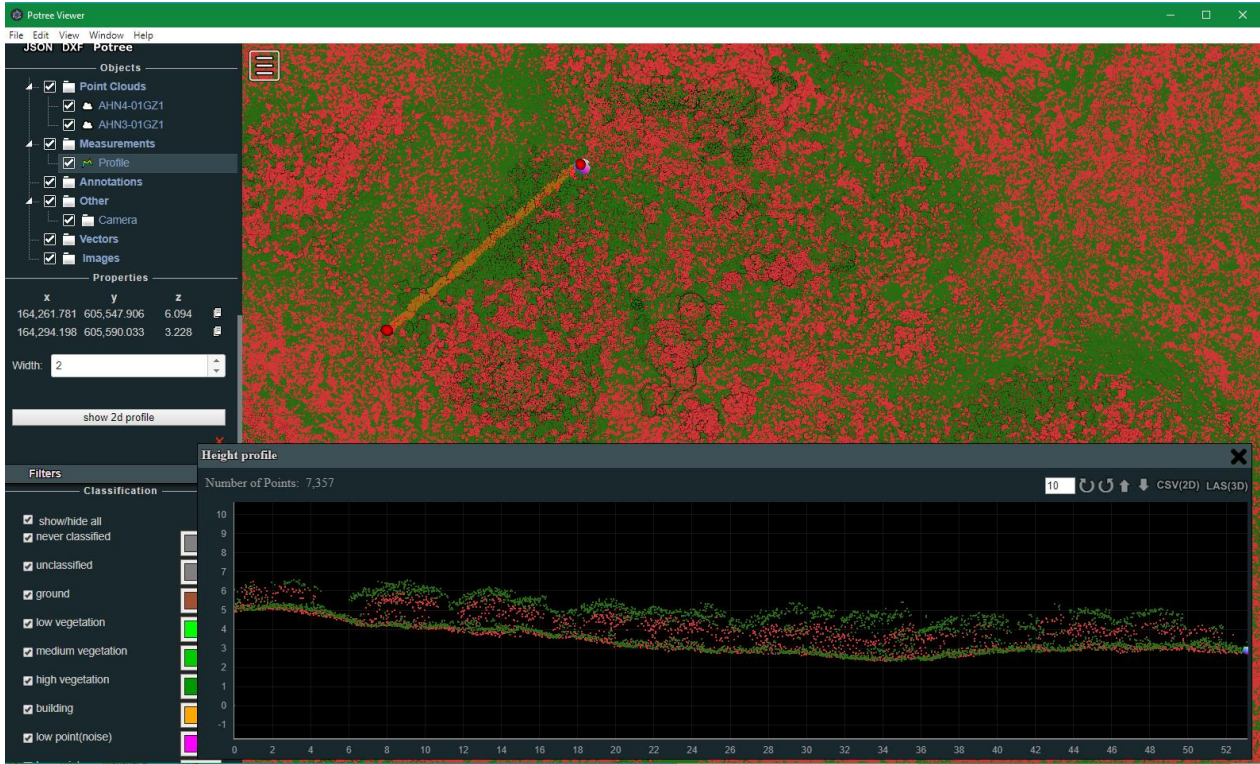 Potree Viewer
File Edit View Window Help
JSON DXF Potree
Objects
Point Clouds
AHN4-01GZ1
AHN3-01GZ1
Measurements
Profile
Annotations
Other
Camera
Vectors
Images
Properties
x y z
164,261.781 605,547.906 6.094
164,294.198 605,590.033 3.228
Width: 2
show 2d profile
Filters
Classification
show/hide all
never classified
unclassified
ground
low vegetation
medium vegetation
high vegetation
building
low point(noise)
Height profile
Number of Points: 7,357
10 CSV(2D) LAS(3D)
10
9
8
7
6
5
4
3
2
1
0
-1
0 2 4 6 8 10 12 14 16 18 20 22 24 26 28 30 32 34 36 38 40 42 44 46 48 50 52